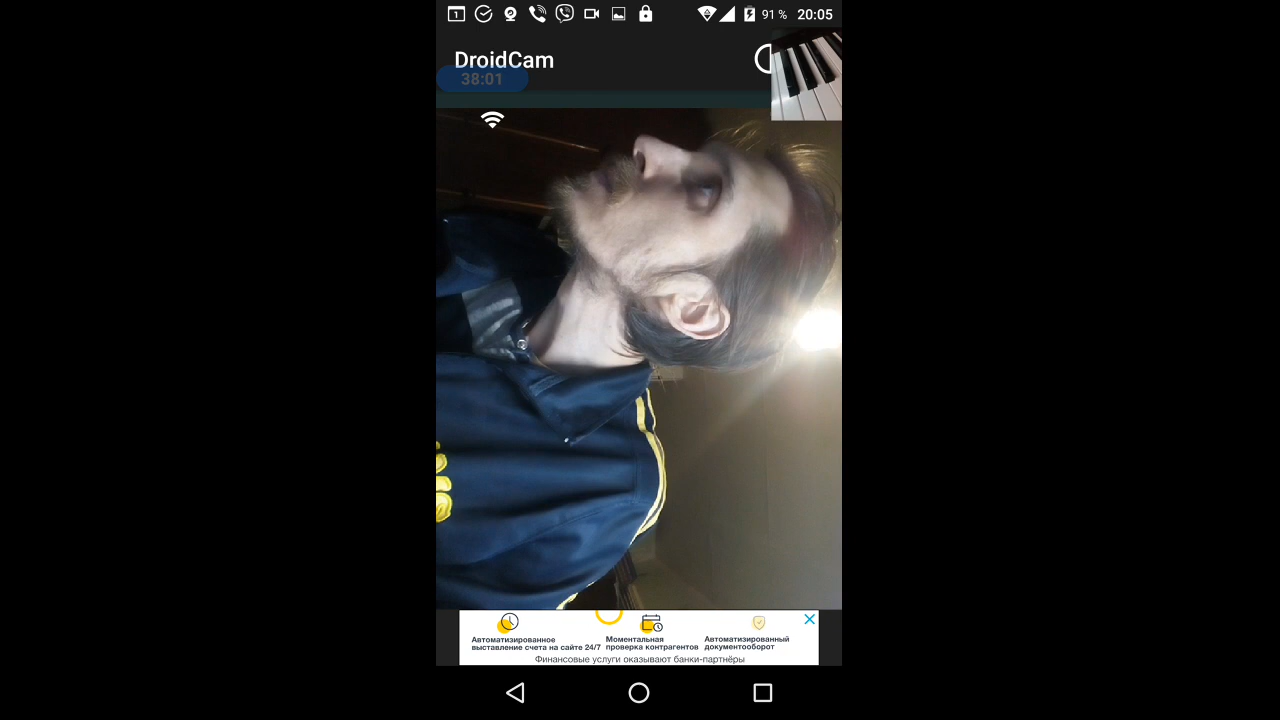 1
91 %
20:05
DroidCam
38:01
Автоматизированное
выставление счета на сайте 24/7
Моментальная
проверка контрагентов
Автоматизированный
документооборот
Финансовые услуги оказывают банки-партнёры